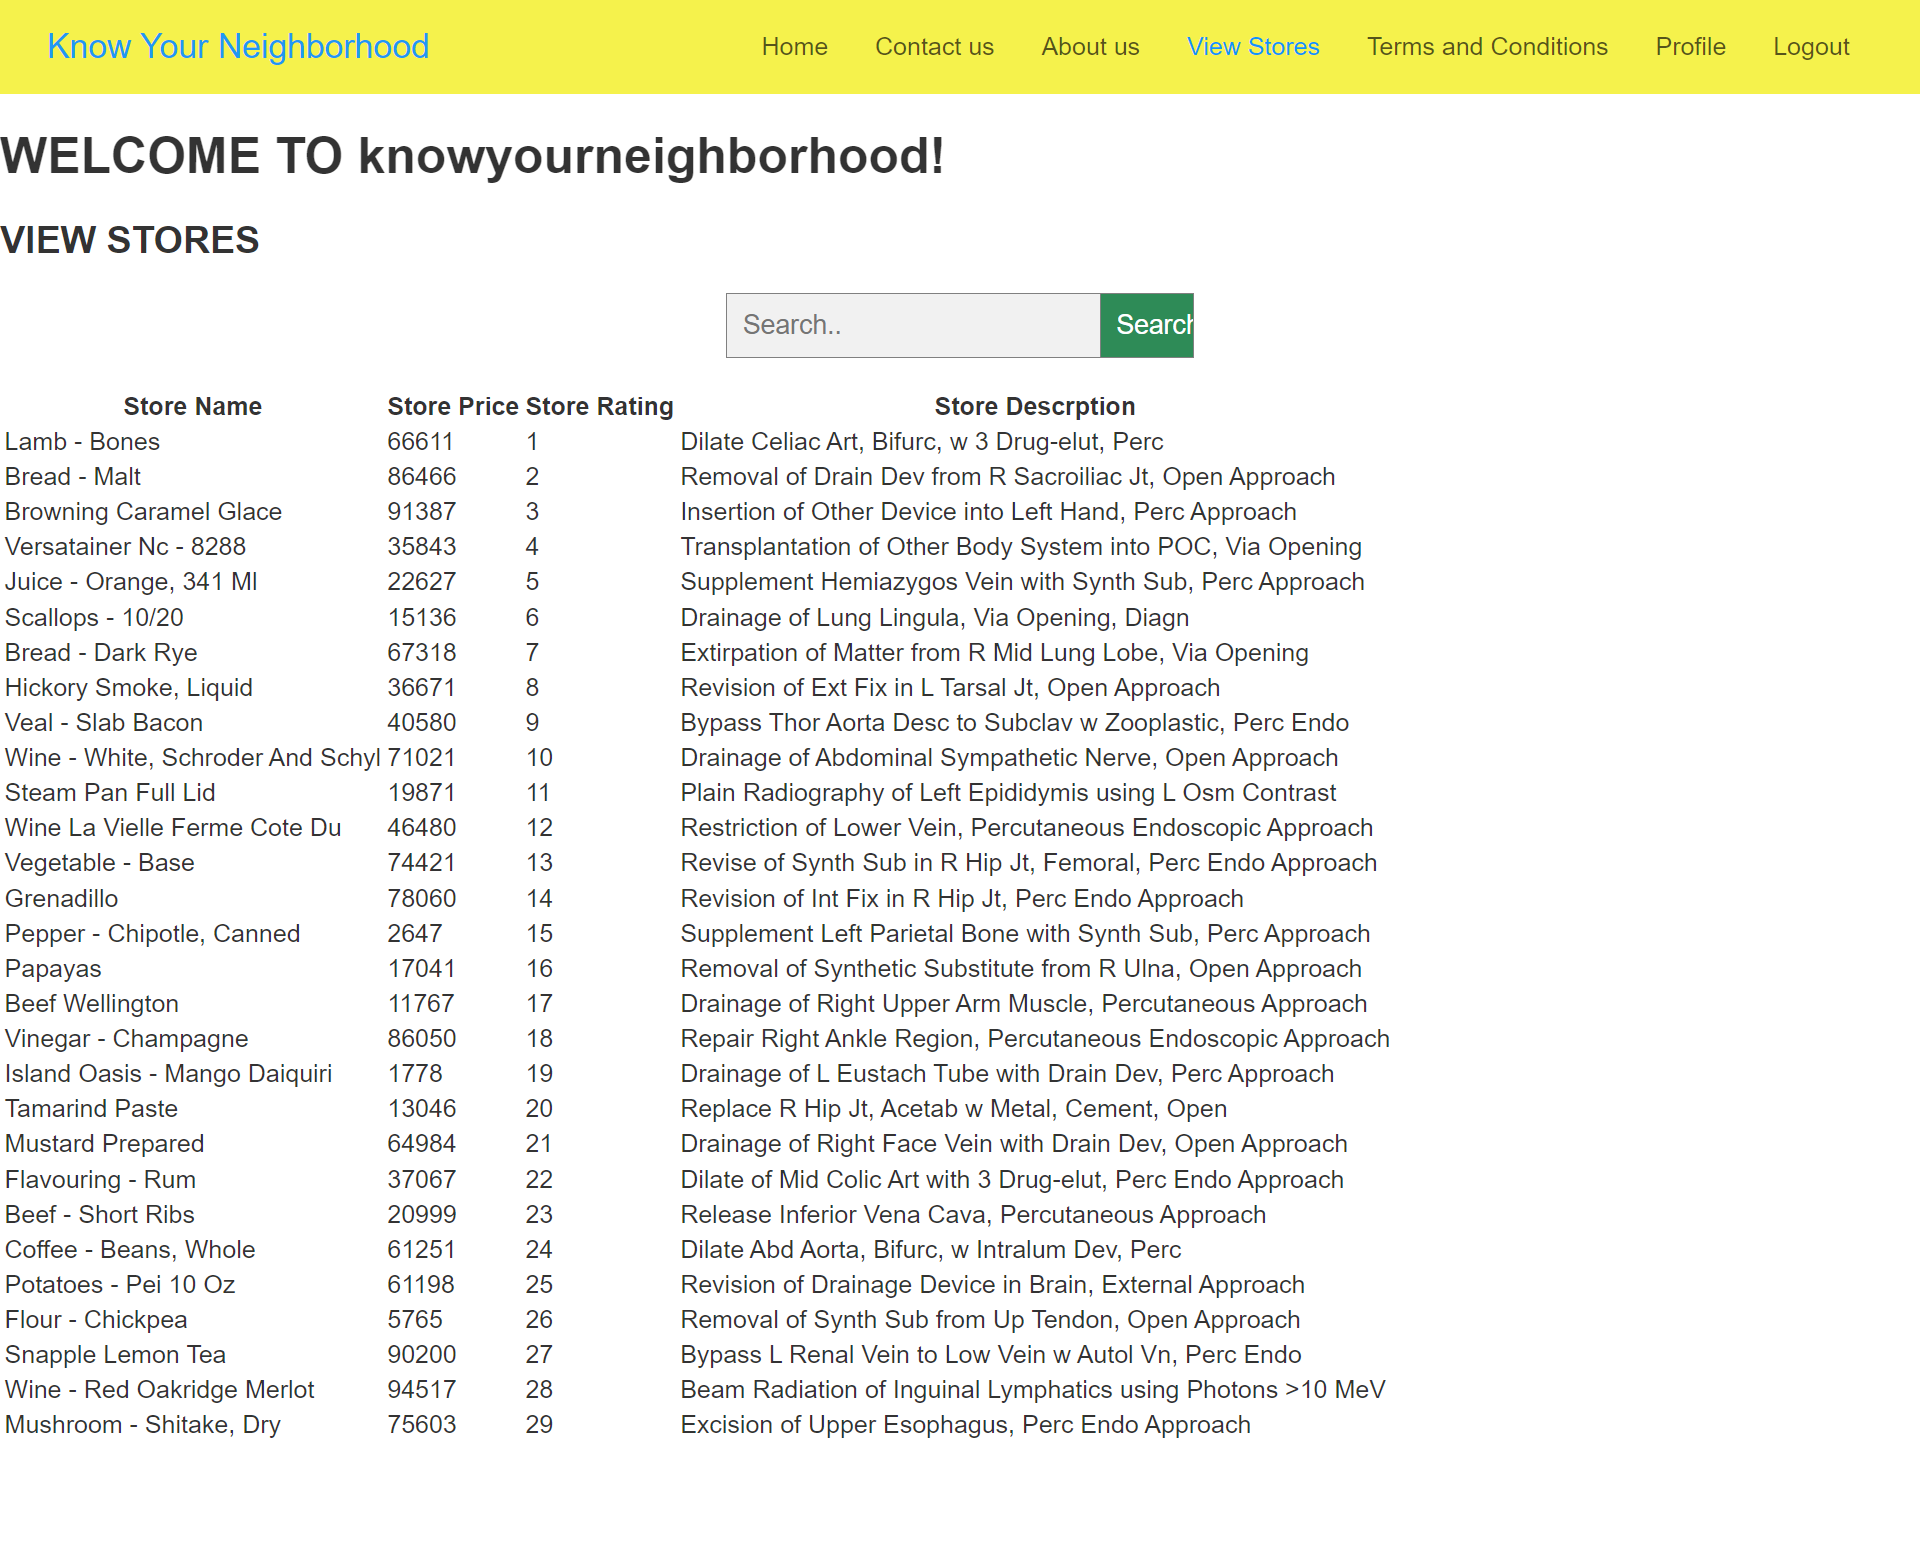 Know Your Neighborhood Home Contact us About us View Stores Terms and Conditions Profile Logout
WELCOME TO knowyourneighborhood!
VIEW STORES
Search.. Search
Store Name Store Price Store Rating Store Descrption
Lamb - Bones 66611 1 Dilate Celiac Art, Bifurc, w 3 Drug-elut, Perc
Bread - Malt 86466 2 Removal of Drain Dev from R Sacroiliac Jt, Open Approach
Browning Caramel Glace 91387 3 Insertion of Other Device into Left Hand, Perc Approach
Versatainer Nc - 8288 35843 4 Transplantation of Other Body System into POC, Via Opening
Juice - Orange, 341 Ml 22627 5 Supplement Hemiazygos Vein with Synth Sub, Perc Approach
Scallops - 10/20 15136 6 Drainage of Lung Lingula, Via Opening, Diagn
Bread - Dark Rye 67318 7 Extirpation of Matter from R Mid Lung Lobe, Via Opening
Hickory Smoke, Liquid 36671 8 Revision of Ext Fix in L Tarsal Jt, Open Approach
Veal - Slab Bacon 40580 9 Bypass Thor Aorta Desc to Subclav w Zooplastic, Perc Endo
Wine - White, Schroder And Schyl 71021 10 Drainage of Abdominal Sympathetic Nerve, Open Approach
Steam Pan Full Lid 19871 11 Plain Radiography of Left Epididymis using L Osm Contrast
Wine La Vielle Ferme Cote Du 46480 12 Restriction of Lower Vein, Percutaneous Endoscopic Approach
Vegetable - Base 74421 13 Revise of Synth Sub in R Hip Jt, Femoral, Perc Endo Approach
Grenadillo 78060 14 Revision of Int Fix in R Hip Jt, Perc Endo Approach
Pepper - Chipotle, Canned 2647 15 Supplement Left Parietal Bone with Synth Sub, Perc Approach
Papayas 17041 16 Removal of Synthetic Substitute from R Ulna, Open Approach
Beef Wellington 11767 17 Drainage of Right Upper Arm Muscle, Percutaneous Approach
Vinegar - Champagne 86050 18 Repair Right Ankle Region, Percutaneous Endoscopic Approach
Island Oasis - Mango Daiquiri 1778 19 Drainage of L Eustach Tube with Drain Dev, Perc Approach
Tamarind Paste 13046 20 Replace R Hip Jt, Acetab w Metal, Cement, Open
Mustard Prepared 64984 21 Drainage of Right Face Vein with Drain Dev, Open Approach
Flavouring - Rum 37067 22 Dilate of Mid Colic Art with 3 Drug-elut, Perc Endo Approach
Beef - Short Ribs 20999 23 Release Inferior Vena Cava, Percutaneous Approach
Coffee - Beans, Whole 61251 24 Dilate Abd Aorta, Bifurc, w Intralum Dev, Perc
Potatoes - Pei 10 Oz 61198 25 Revision of Drainage Device in Brain, External Approach
Flour - Chickpea 5765 26 Removal of Synth Sub from Up Tendon, Open Approach
Snapple Lemon Tea 90200 27 Bypass L Renal Vein to Low Vein w Autol Vn, Perc Endo
Wine - Red Oakridge Merlot 94517 28 Beam Radiation of Inguinal Lymphatics using Photons >10 MeV
Mushroom - Shitake, Dry 75603 29 Excision of Upper Esophagus, Perc Endo Approach